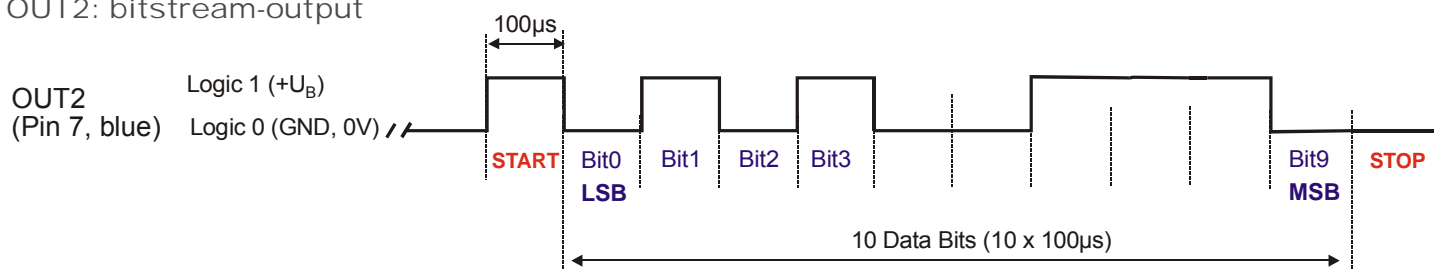 OUT2: bitstream-output
100µs
OUT2
(Pin 7, blue)
Logic 1 (+UB)
Logic 0 (GND, 0V)
START
Bit0
LSB
Bit1
Bit2
Bit3
Bit9
MSB
STOP
10 Data Bits (10 x 100µs)